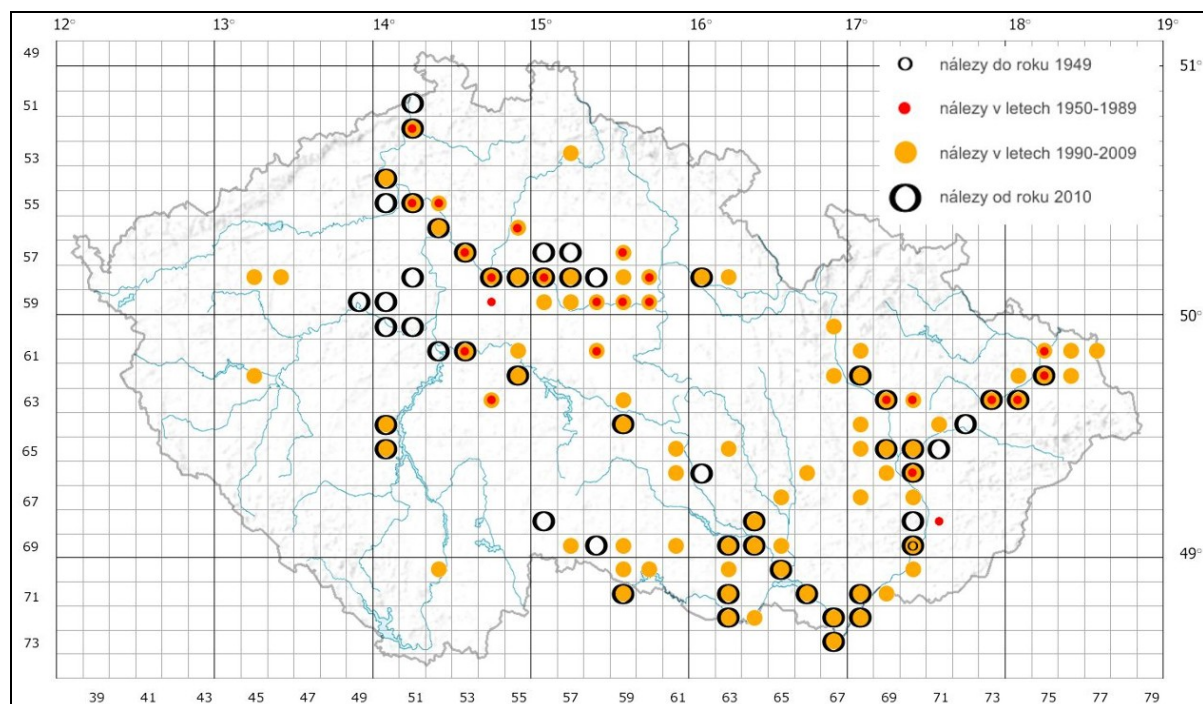 12° 13° 14° 15° 16° 17° 18° 19°
49
51°
nálezy do roku 1949
51
nálezy v letech 1950-1989
53
nálezy v letech 1990-2009
55
nálezy od roku 2010
57
59
50°
61
63
65
67
69
49°
71
73
39 41 43 45 47 49 51 53 55 57 59 61 63 65 67 69 71 73 75 77 79